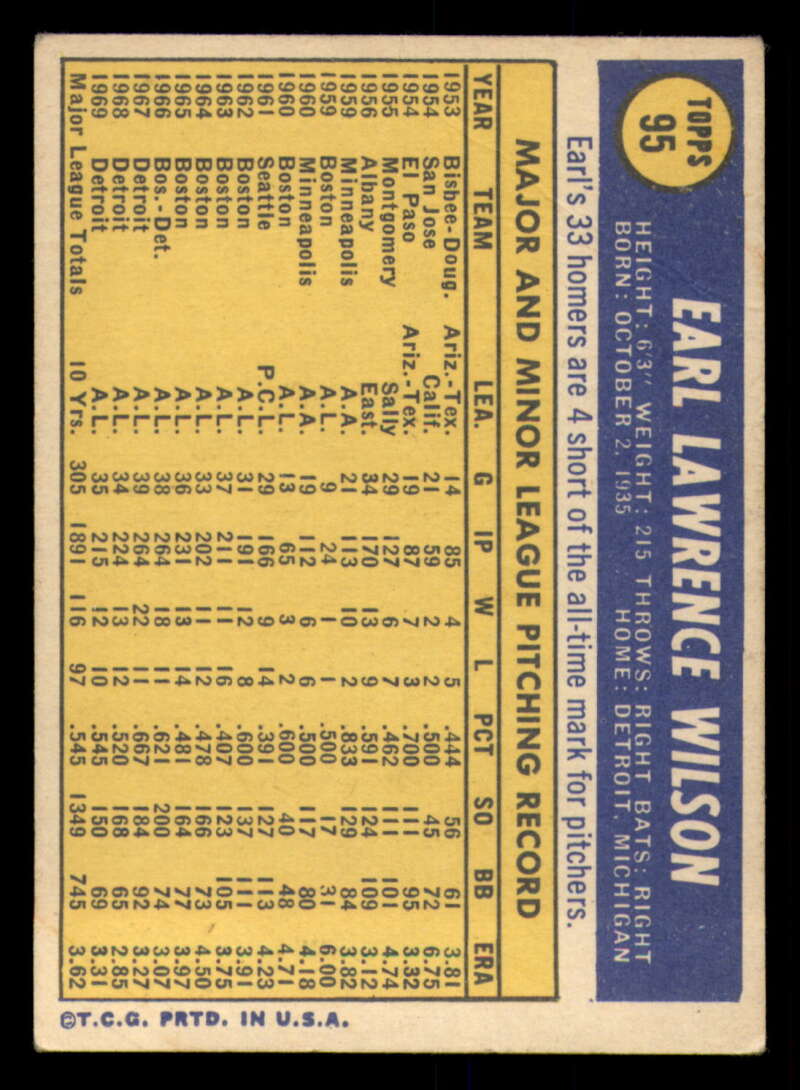 TOPPS
95
EARL LAWRENCE WILSON
HEIGHT: 6'3" WEIGHT: 215 THROWS: RIGHT BATS: RIGHT
BORN: OCTOBER 2, 1935 HOME: DETROIT, MICHIGAN
Earl's 33 homers are 4 short of the all-time mark for pitchers.
MAJOR AND MINOR LEAGUE PITCHING RECORD
YEAR TEAM LEA. G IP W L PCT SO BB ERA
1953 Bisbee-Doug. Ariz.-Tex. 14 85 4 5 .444 56 61 3.81
1954 San Jose Calif. 21 59 2 2 .500 45 72 6.75
1954 El Paso Ariz.-Tex. 19 87 7 3 .700 111 95 3.32
1955 Montgomery Sally 29 127 6 7 .462 111 101 4.74
1956 Albany East. 34 170 13 9 .591 124 109 3.12
1959 Minneapolis A.A. 21 113 10 2 .833 129 84 3.82
1959 Boston A.L. 9 24 1 1 .500 17 31 6.00
1960 Minneapolis A.A. 19 112 6 6 .500 117 80 4.18
1960 Boston A.L. 13 65 3 2 .600 40 48 4.71
1961 Seattle P.C.L. 29 166 9 14 .391 127 113 4.23
1962 Boston A.L. 31 191 12 8 .600 137 111 3.91
1963 Boston A.L. 37 211 11 16 .407 123 105 3.75
1964 Boston A.L. 33 202 11 12 .478 166 73 4.50
1965 Boston A.L. 36 231 13 14 .481 164 77 3.97
1966 Bos.-Det. A.L. 38 264 18 11 .621 200 74 3.07
1967 Detroit A.L. 39 264 22 11 .667 184 92 3.27
1968 Detroit A.L. 34 224 13 12 .520 168 65 2.85
1969 Detroit A.L. 35 215 12 10 .545 150 69 3.31
Major League Totals 10 Yrs. 305 1891 116 97 .545 1349 745 3.62
©T.C.G. PRTD. IN U.S.A.